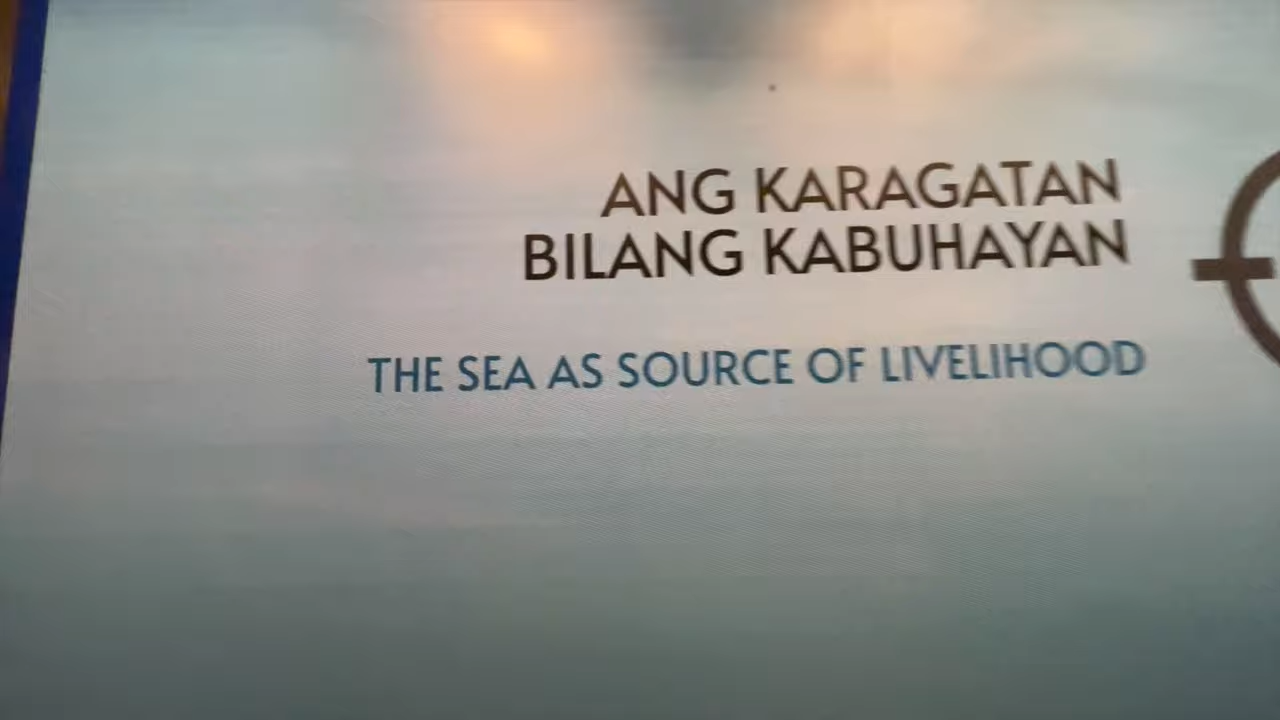 ANG KARAGATAN
BILANG KABUHAYAN
THE SEA AS SOURCE OF LIVELIHOOD